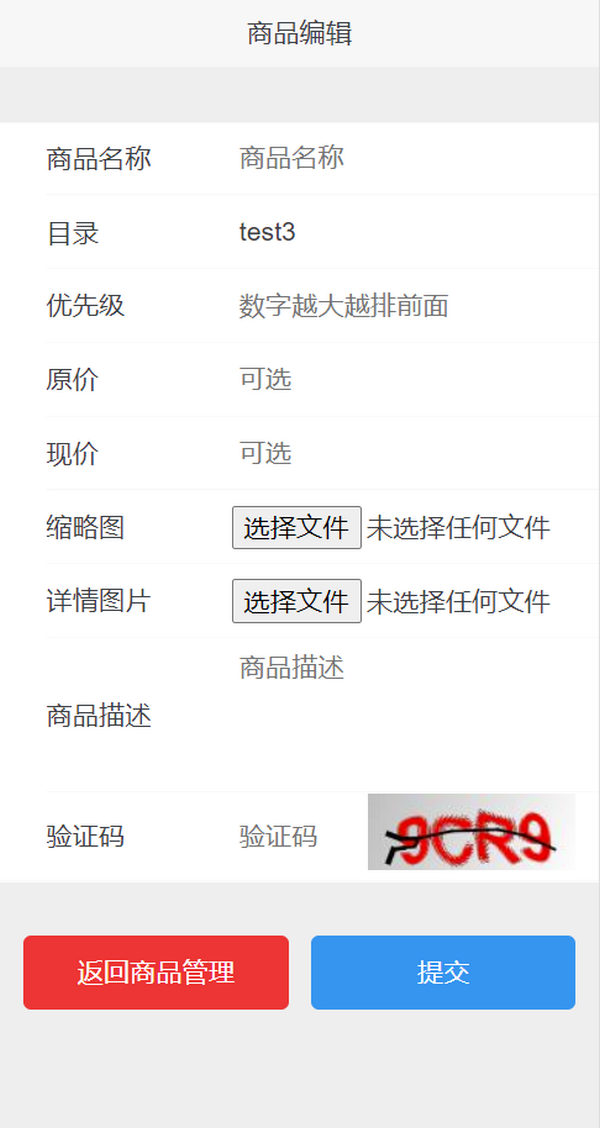 商品编辑
商品名称 商品名称
目录 test3
优先级 数字越大越排前面
原价 可选
现价 可选
缩略图 选择文件 未选择任何文件
详情图片 选择文件 未选择任何文件
商品描述 商品描述
验证码 验证码 9CR9
返回商品管理 提交